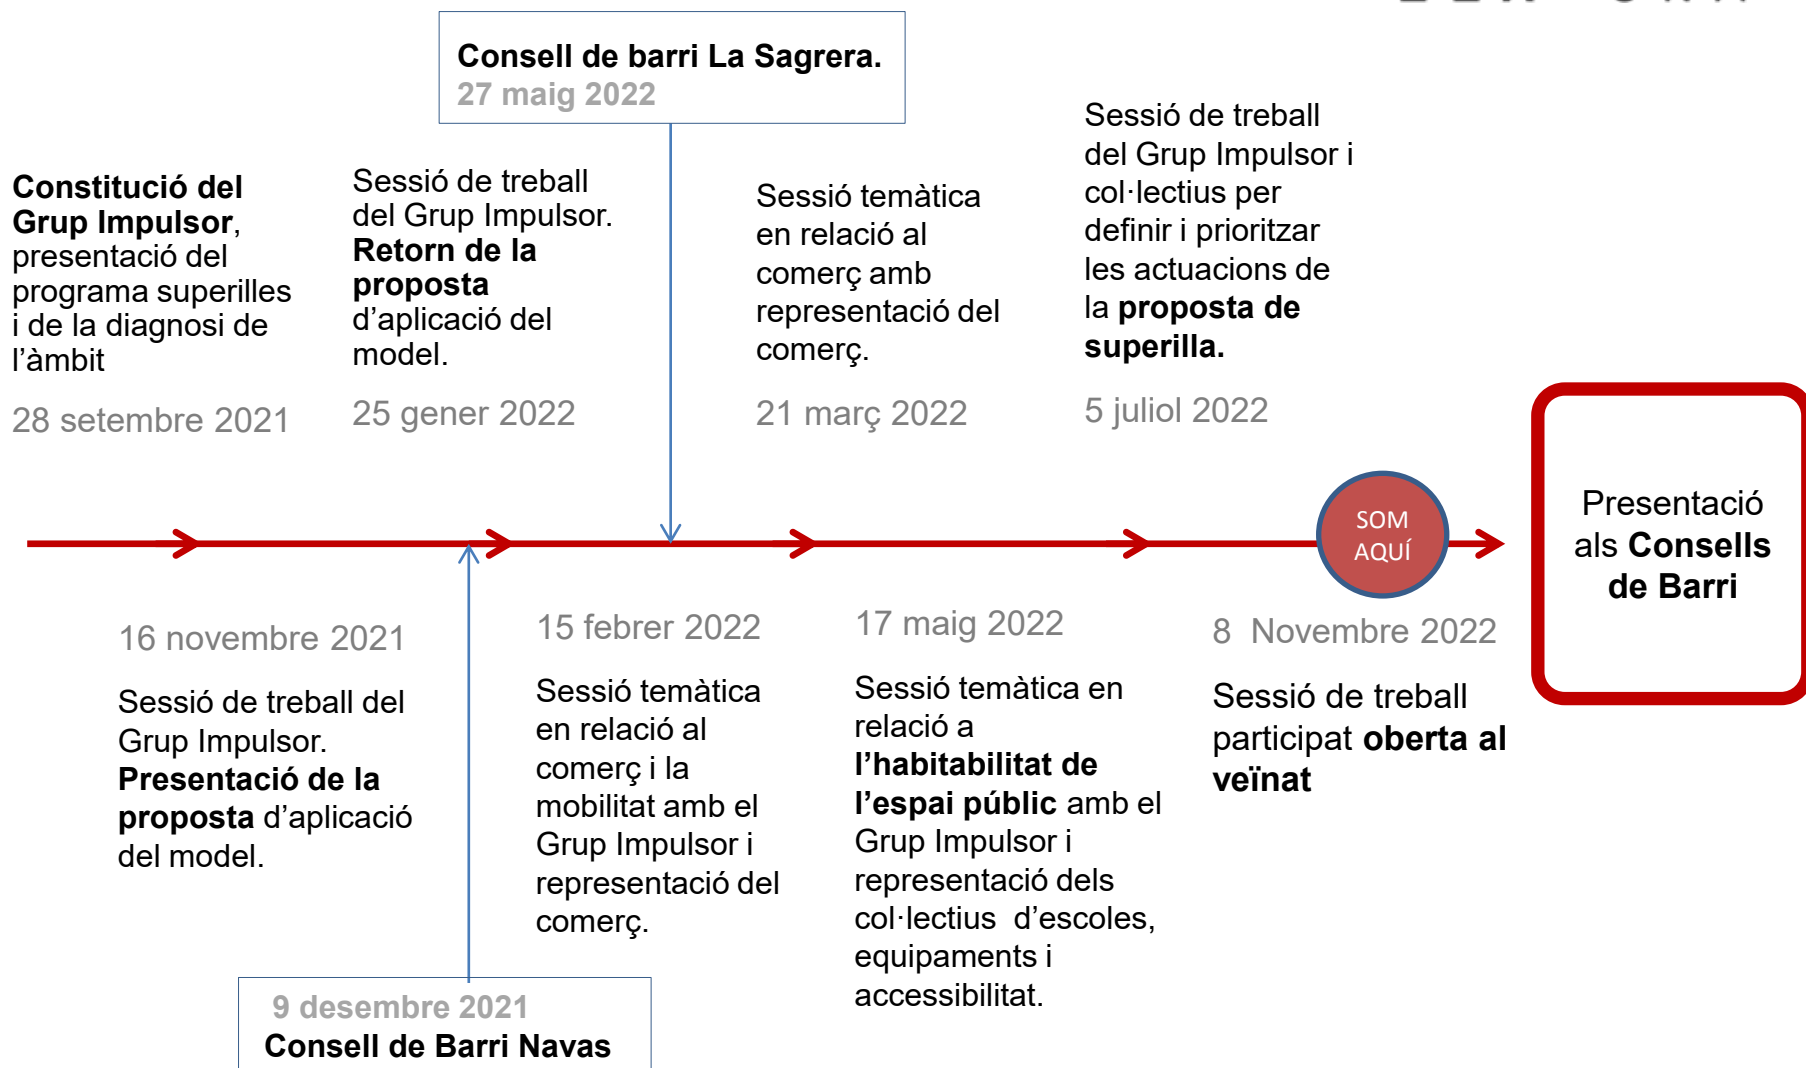 Consell de barri La Sagrera.
27 maig 2022
Constitució del
Grup Impulsor,
presentació del
programa superilles
i de la diagnosi de
l’àmbit
28 setembre 2021
Sessió de treball
del Grup Impulsor.
Retorn de la
proposta
d’aplicació del
model.
25 gener 2022
Sessió temàtica
en relació al
comerç amb
representació del
comerç.
21 març 2022
Sessió de treball
del Grup Impulsor i
col·lectius per
definir i prioritzar
les actuacions de
la proposta de
superilla.
5 juliol 2022
SOM
AQUÍ
Presentació
als Consells
de Barri
16 novembre 2021
Sessió de treball del
Grup Impulsor.
Presentació de la
proposta d’aplicació
del model.
15 febrer 2022
Sessió temàtica
en relació al
comerç i la
mobilitat amb el
Grup Impulsor i
representació del
comerç.
17 maig 2022
Sessió temàtica en
relació a
l’habitabilitat de
l’espai públic amb el
Grup Impulsor i
representació dels
col·lectius d’escoles,
equipaments i
accessibilitat.
8 Novembre 2022
Sessió de treball
participat oberta al
veïnat
9 desembre 2021
Consell de Barri Navas